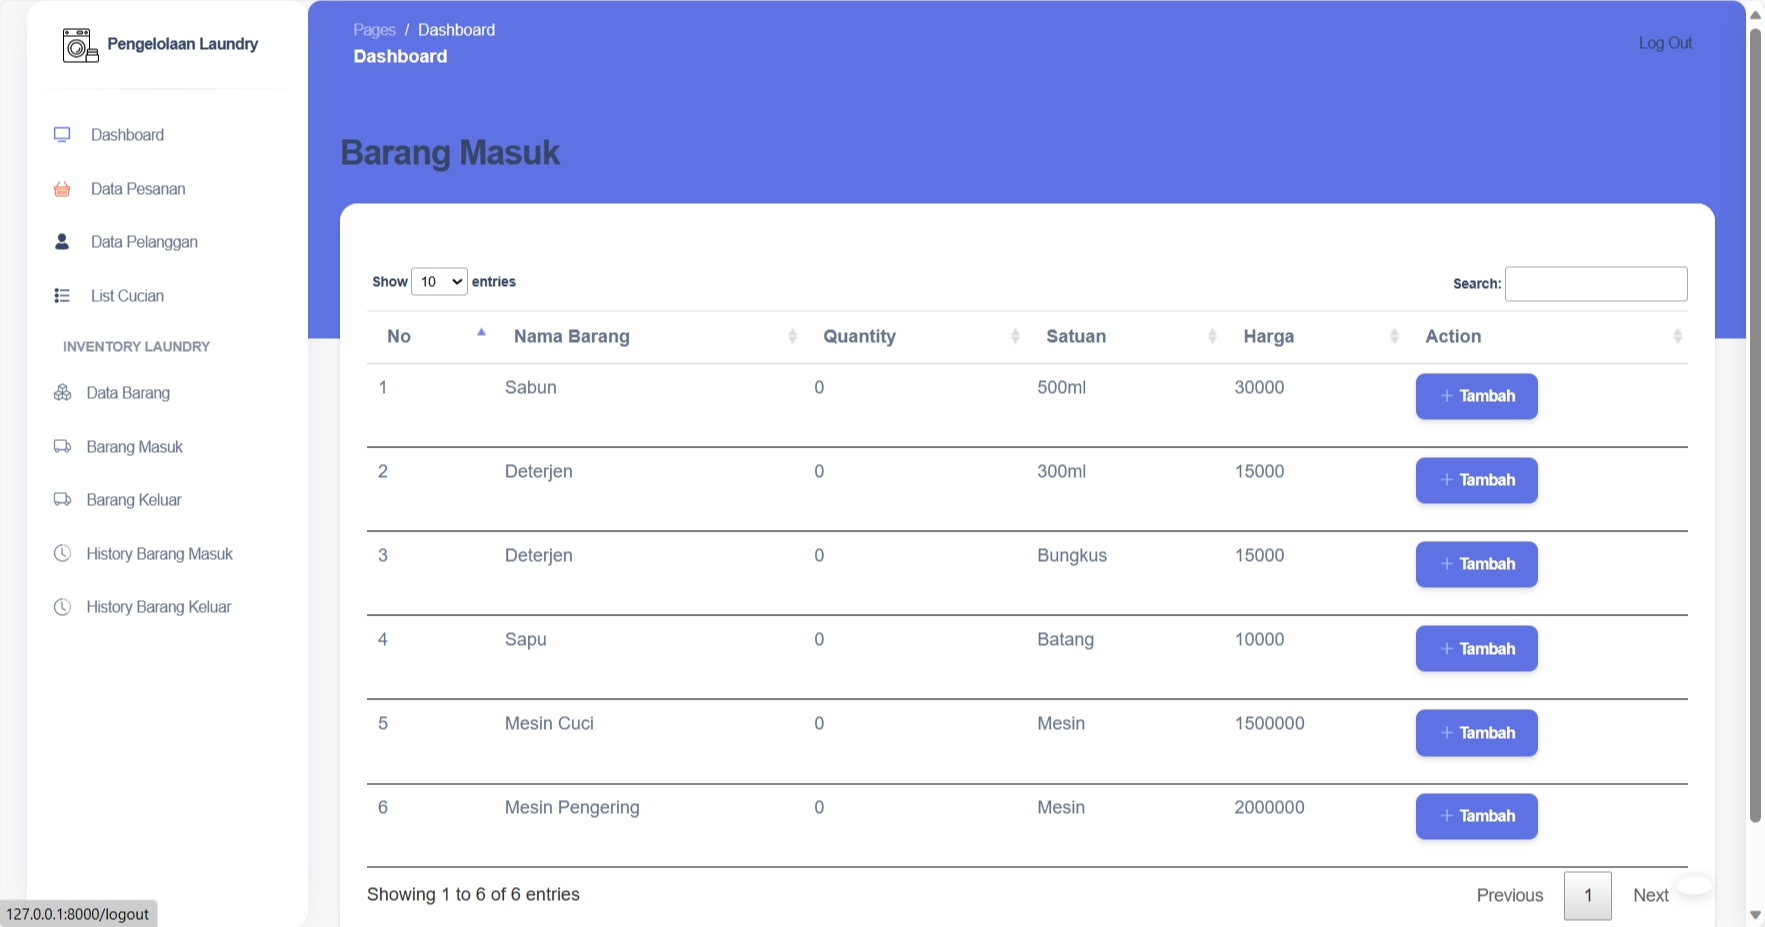 Pengelolaan Laundry
Dashboard
Data Pesanan
Data Pelanggan
List Cucian
INVENTORY LAUNDRY
Data Barang
Barang Masuk
Barang Keluar
History Barang Masuk
History Barang Keluar
Pages / Dashboard
Dashboard
Log Out
Barang Masuk
Show 10 entries
Search:
No Nama Barang Quantity Satuan Harga Action
1 Sabun 0 500ml 30000 + Tambah
2 Deterjen 0 300ml 15000 + Tambah
3 Deterjen 0 Bungkus 15000 + Tambah
4 Sapu 0 Batang 10000 + Tambah
5 Mesin Cuci 0 Mesin 1500000 + Tambah
6 Mesin Pengering 0 Mesin 2000000 + Tambah
Showing 1 to 6 of 6 entries
Previous 1 Next
127.0.0.1:8000/logout